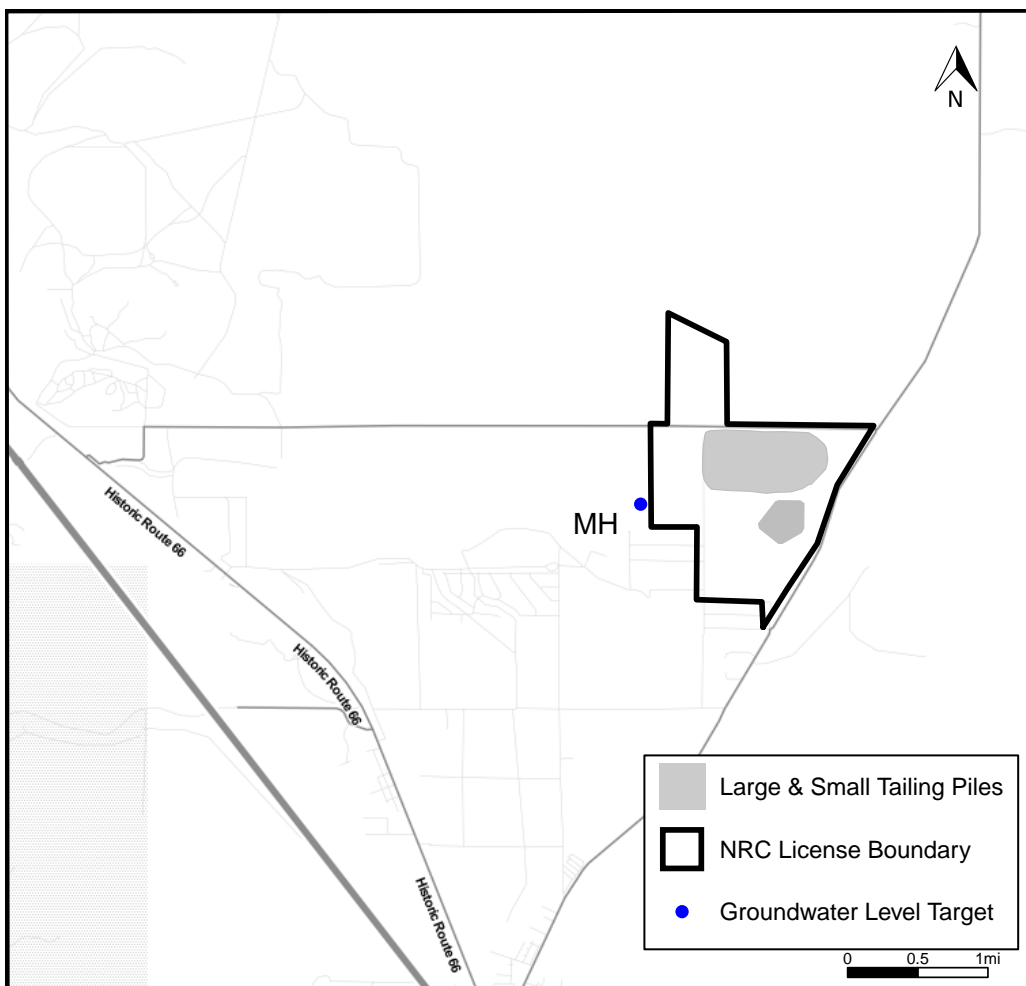 N
MH
Historic Route 66
Historic Route 66
Historic Route 66
Large & Small Tailing Piles
NRC License Boundary
Groundwater Level Target
0 0.5 1mi